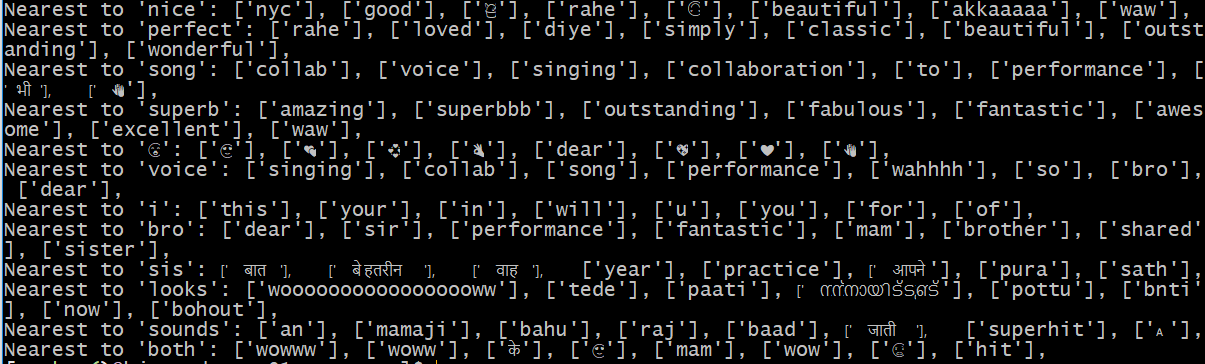 Nearest to 'nice': ['nyc'], ['good'], ['rahe'], ['beautiful'], ['akkaaaaa'], ['waw'],
Nearest to 'perfect': ['rahe'], ['loved'], ['diye'], ['simply'], ['classic'], ['beautiful'], ['outst
anding'], ['wonderful'],
Nearest to 'song': ['collab'], ['voice'], ['singing'], ['collaboration'], ['to'], ['performance'], [
' भी '], ['👋'],
Nearest to 'superb': ['amazing'], ['superbbb'], ['outstanding'], ['fabulous'], ['fantastic'], ['awes
ome'], ['excellent'], ['waw'],
Nearest to ['dear'], ['❤'],
Nearest to 'voice': ['singing'], ['collab'], ['song'], ['performance'], ['wahhhh'], ['so'], ['bro'],
['dear'],
Nearest to 'i': ['this'], ['your'], ['in'], ['will'], ['u'], ['you'], ['for'], ['of'],
Nearest to 'bro': ['dear'], ['sir'], ['performance'], ['fantastic'], ['mam'], ['brother'], ['shared'
], ['sister'],
Nearest to 'sis': [' बात '], [' बेहतरीन '], [' वाह '], ['year'], ['practice'], [' आपने '], ['pura'], ['sath'],
Nearest to 'looks': ['woooooooooooooooww'], ['tede'], ['paati'], ['pottu'], ['bnti'
], ['now'], ['bohout'],
Nearest to 'sounds': ['an'], ['mamaji'], ['bahu'], ['raj'], ['baad'], [' जाती '], ['superhit'], ['A'],
Nearest to 'both': ['wowww'], ['woww'], ['के'], ['mam'], ['wow'], ['hit'],